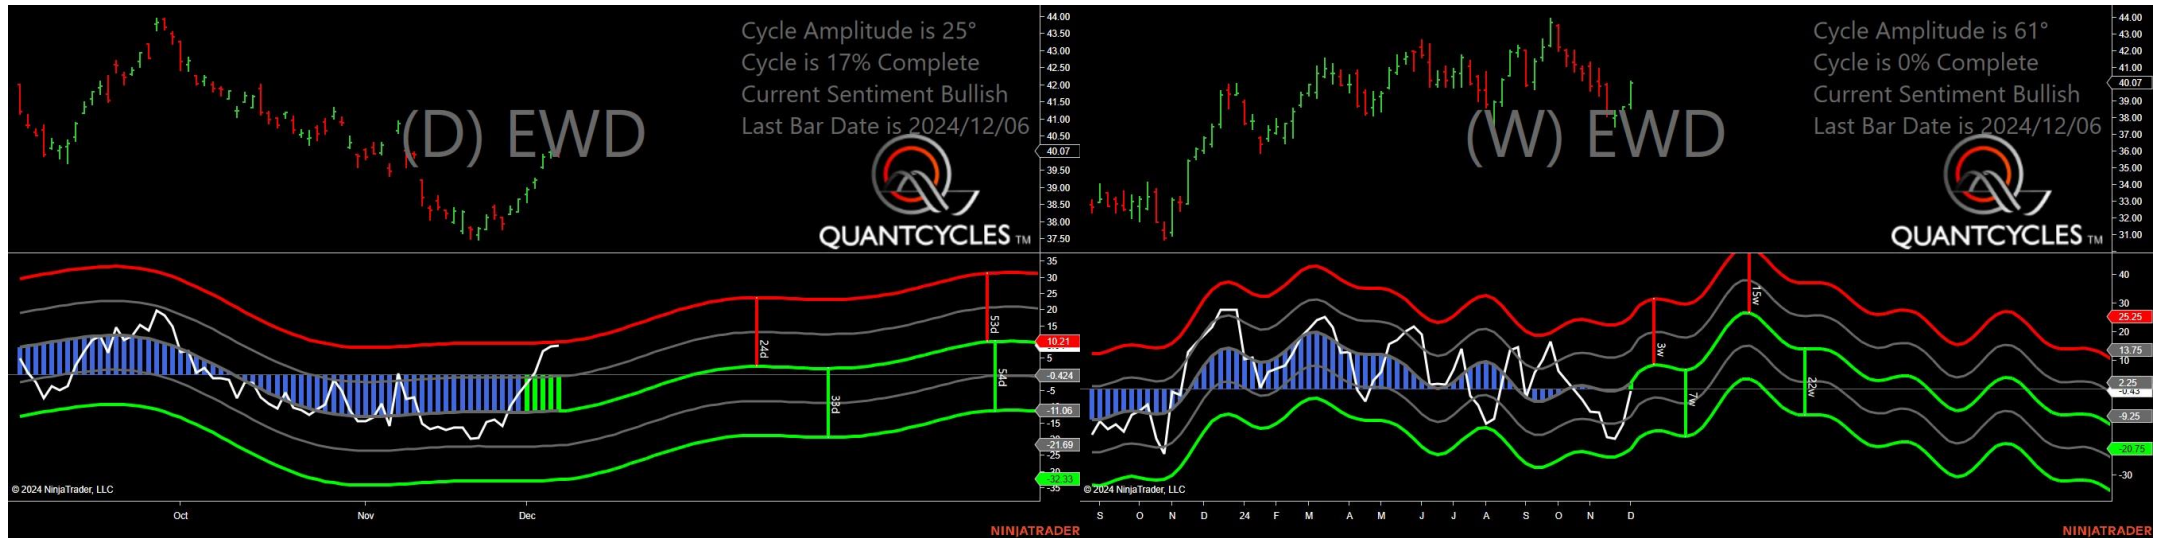 Cycle Amplitude is 25°
Cycle is 17% Complete
Current Sentiment Bullish
Last Bar Date is 2024/12/06
(D) EWD
QUANTCYCLES TM
44.00
43.50
43.00
42.50
42.00
41.50
41.00
40.50
40.07
39.50
39.00
38.50
38.00
37.50
35
30
25
20
15
10.21
5
-0.424
-5
-11.06
-15
-21.69
-25
-32.33
-35
24d
33d
53d
54d
© 2024 NinjaTrader, LLC
Oct
Nov
Dec
NINJATRADER
Cycle Amplitude is 61°
Cycle is 0% Complete
Current Sentiment Bullish
Last Bar Date is 2024/12/06
(W) EWD
QUANTCYCLES TM
44.00
43.00
42.00
41.00
40.07
39.00
38.00
37.00
36.00
35.00
34.00
33.00
32.00
31.00
40
30
25.25
20
13.75
10
2.25
-0.43
-9.25
-20.75
-30
3w
7w
15w
22w
© 2024 NinjaTrader, LLC
S O N D 24 F M A M J J A S O N D
NINJATRADER